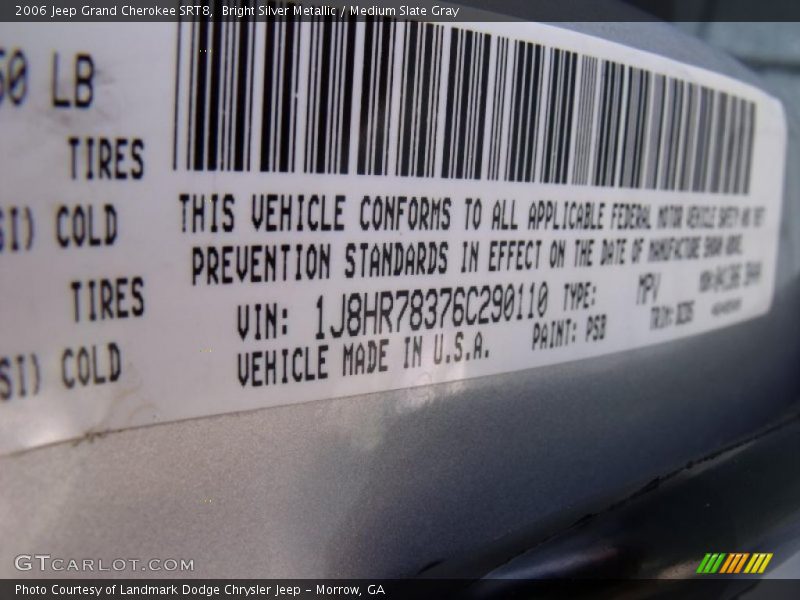 2006 Jeep Grand Cherokee SRT8, Bright Silver Metallic / Medium Slate Gray
50 LB
TIRES
SI) COLD
TIRES
SI) COLD
THIS VEHICLE CONFORMS TO ALL APPLICABLE FEDERAL MOTOR VEHICLE SAFETY AND
PREVENTION STANDARDS IN EFFECT ON THE DATE OF MANUFACTURE SHOWN ABOVE.
VIN: 1J8HR78376C290110 TYPE: MPV
VEHICLE MADE IN U.S.A. PAINT: PSB TRIM:
GTCARLOT.COM
Photo Courtesy of Landmark Dodge Chrysler Jeep – Morrow, GA